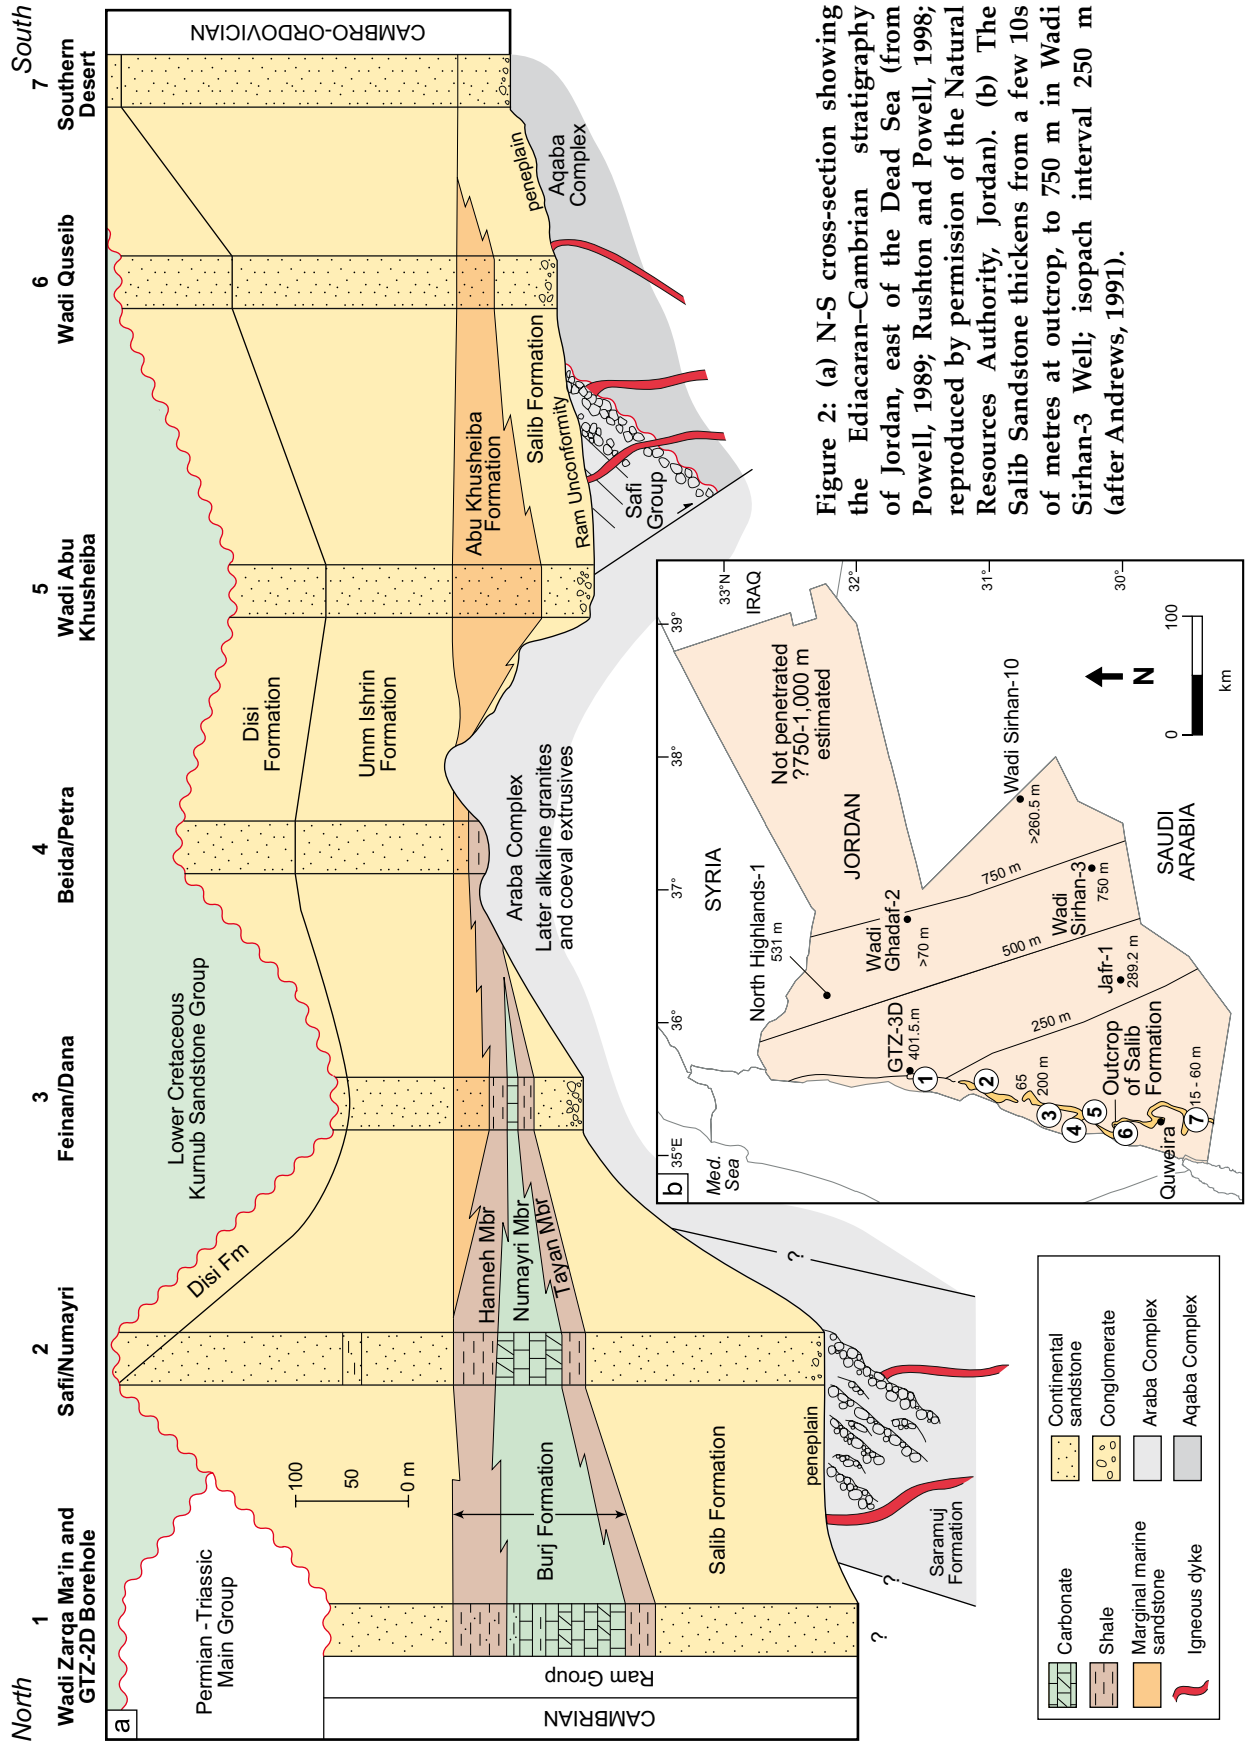 North
South
1
Wadi Zarqa Ma'in and
GTZ-2D Borehole
2
Safi/Numayri
3
Feinan/Dana
4
Beida/Petra
5
Wadi Abu
Khusheiba
6
Wadi Quseib
7
Southern
Desert
a
Permian -Triassic
Main Group
Lower Cretaceous
Kurnub Sandstone Group
CAMBRIAN
Ram Group
CAMBRO-ORDOVICIAN
100
50
0 m
Disi Fm
Disi
Formation
Umm Ishrin
Formation
Burj Formation
Hanneh Mbr
Numayri Mbr
Tayan Mbr
Abu Khusheiba
Formation
Salib Formation
Salib Formation
Ram Unconformity
peneplain
peneplain
Araba Complex
Later alkaline granites
and coeval extrusives
Safi
Group
Aqaba
Complex
Saramuj
Formation
?
?
?
Carbonate
Shale
Marginal marine
sandstone
Igneous dyke
Continental
sandstone
Conglomerate
Araba Complex
Aqaba Complex
b
Med.
Sea
35°E
36°
37°
38°
39°
33°N
32°
31°
30°
SYRIA
IRAQ
JORDAN
SAUDI
ARABIA
Not penetrated
?750-1,000 m
estimated
North Highlands-1
531 m
GTZ-3D
401.5.m
Wadi
Ghadaf-2
>70 m
Wadi Sirhan-10
>260.5 m
Wadi
Sirhan-3
750 m
Jafr-1
289.2 m
250 m
500 m
750 m
Outcrop
of Salib
Formation
65
200 m
15 - 60 m
Quweira
1
2
3
4
5
6
7
N
0
100
km
Figure 2: (a) N-S cross-section showing
the Ediacaran–Cambrian stratigraphy
of Jordan, east of the Dead Sea (from
Powell, 1989; Rushton and Powell, 1998;
reproduced by permission of the Natural
Resources Authority, Jordan). (b) The
Salib Sandstone thickens from a few 10s
of metres at outcrop, to 750 m in Wadi
Sirhan-3 Well; isopach interval 250 m
(after Andrews, 1991).